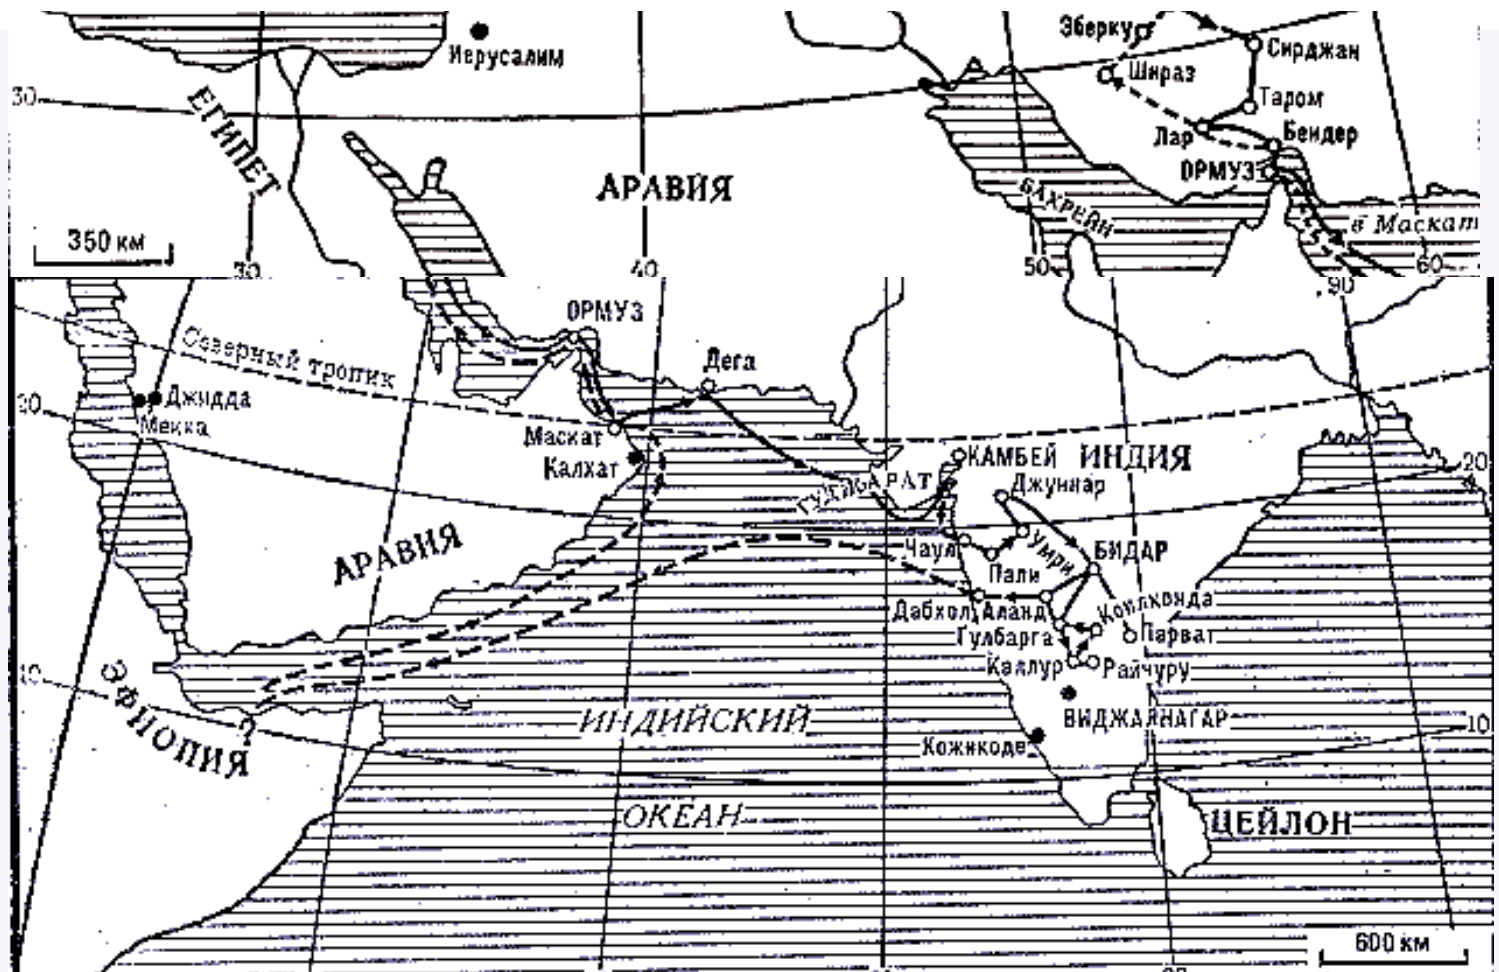 Эберку
Иерусалим
Сирджан
Шираз
30
ЕГИПЕТ
Таром
Лар
Бендер
ОРМУЗ
АРАВИЯ
БАХРЕЙН
в Маскат
350 км
30
40
50
60
90
ОРМУЗ
Северный тропик
Дега
Джидда
20
Мекка
Маскат
Калхат
КАМБЕЙ
ИНДИЯ
20
Джуннар
ГУДЖАРАТ
АРАВИЯ
Чаул
Умри
БИДАР
Пали
Дабхол
Аланд
Коилконда
Гулбарга
Парват
Каллур
Райчуру
10
ЭФИОПИЯ
?
ИНДИЙСКИЙ
ВИДЖАЯНАГАР
10
Кожикоде
ОКЕАН
ЦЕЙЛОН
600 км